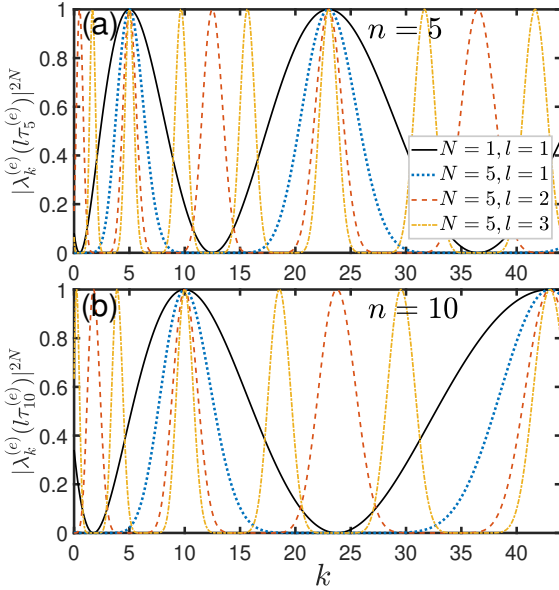 (a)
n = 5
1
0.8
0.6
0.4
0.2
0
|λ_k^{(e)}(lτ_5^{(e)})|^{2N}
N = 1, l = 1
N = 5, l = 1
N = 5, l = 2
N = 5, l = 3
0 5 10 15 20 25 30 35 40
(b)
n = 10
1
0.8
0.6
0.4
0.2
0
|λ_k^{(e)}(lτ_{10}^{(e)})|^{2N}
0 5 10 15 20 25 30 35 40
k